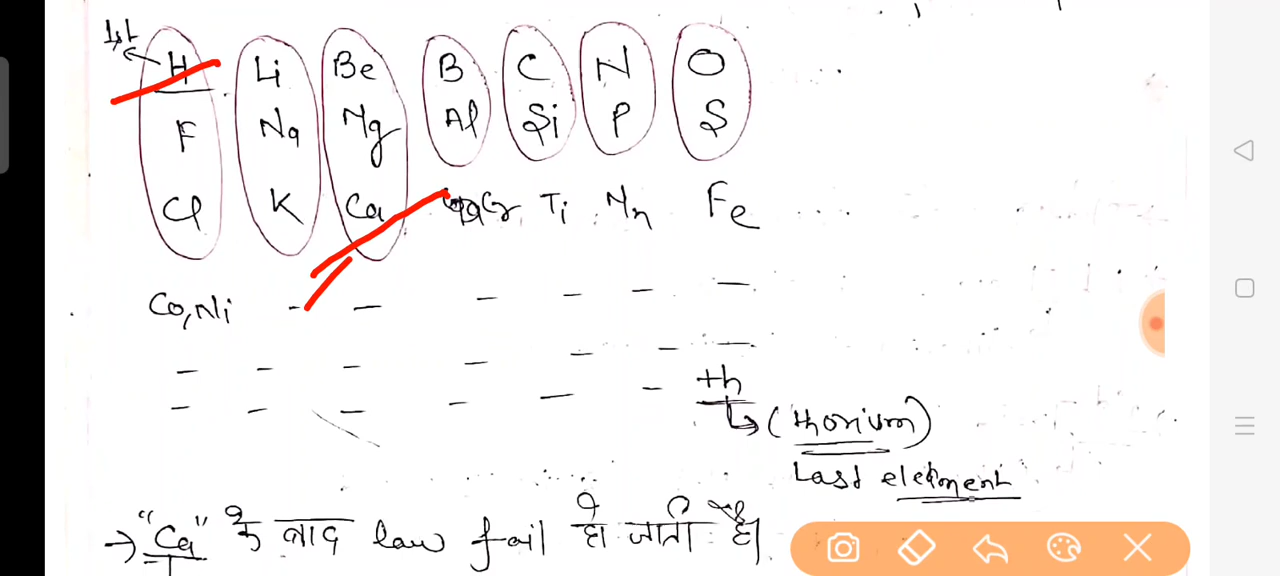 1st
H Li Be B C N O
F Na Mg Al Si P S
Cl K Ca Cr, Ti Mn Fe
Co, Ni - - - - - -
- - - - - - -
- - - - - - Th
(Thorium)
Last element
→ "Ca" के बाद law fail हो जाता है।